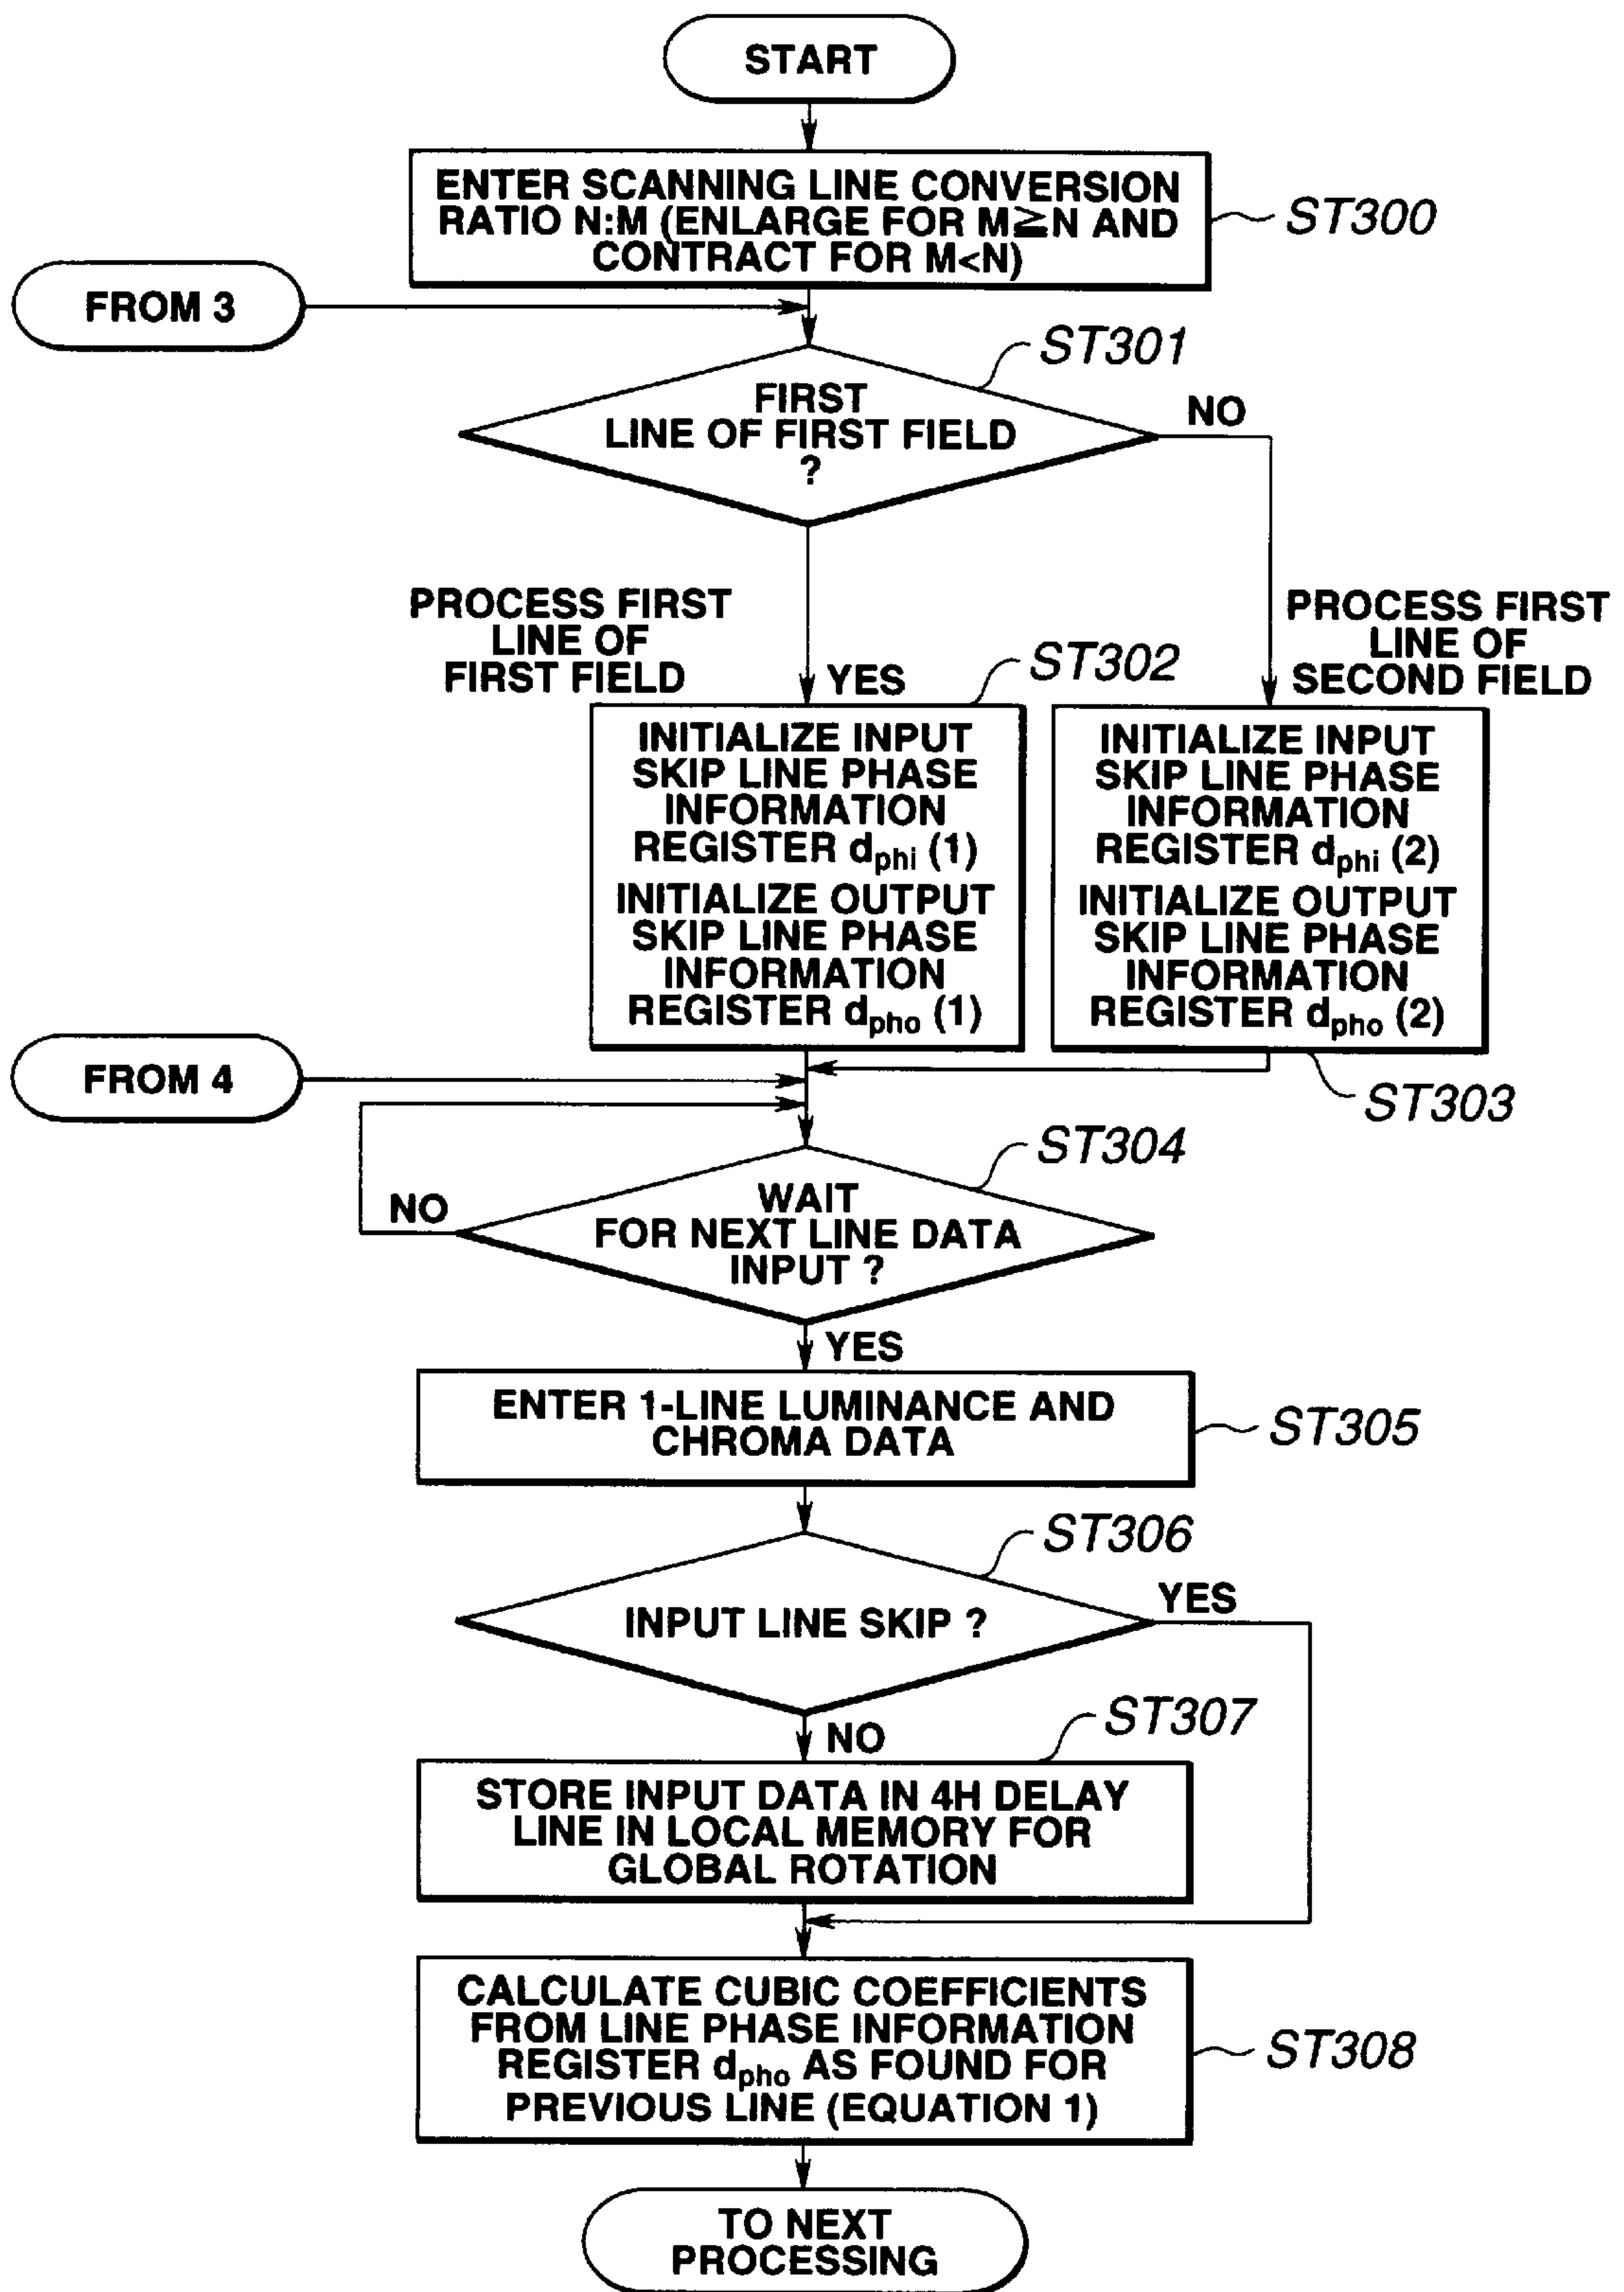 START
ENTER SCANNING LINE CONVERSION
RATIO N:M (ENLARGE FOR M≧N AND
CONTRACT FOR M<N)
ST300
FROM 3
ST301
FIRST
LINE OF FIRST FIELD
?
NO
PROCESS FIRST
LINE OF
FIRST FIELD
YES
ST302
PROCESS FIRST
LINE OF
SECOND FIELD
INITIALIZE INPUT
SKIP LINE PHASE
INFORMATION
REGISTER dphi (1)
INITIALIZE OUTPUT
SKIP LINE PHASE
INFORMATION
REGISTER dpho (1)
INITIALIZE INPUT
SKIP LINE PHASE
INFORMATION
REGISTER dphi (2)
INITIALIZE OUTPUT
SKIP LINE PHASE
INFORMATION
REGISTER dpho (2)
ST303
FROM 4
ST304
NO
WAIT
FOR NEXT LINE DATA
INPUT ?
YES
ENTER 1-LINE LUMINANCE AND
CHROMA DATA
ST305
ST306
INPUT LINE SKIP ?
YES
NO
ST307
STORE INPUT DATA IN 4H DELAY
LINE IN LOCAL MEMORY FOR
GLOBAL ROTATION
CALCULATE CUBIC COEFFICIENTS
FROM LINE PHASE INFORMATION
REGISTER dpho AS FOUND FOR
PREVIOUS LINE (EQUATION 1)
ST308
TO NEXT
PROCESSING